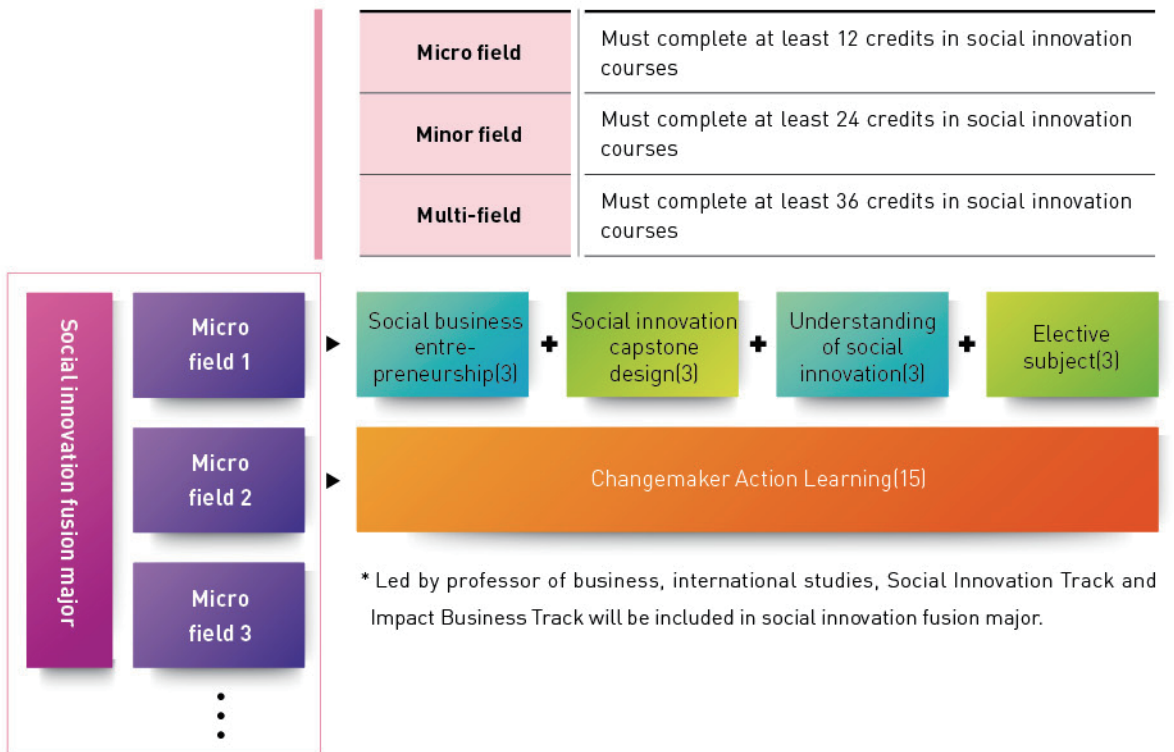 Micro field
Must complete at least 12 credits in social innovation
courses
Minor field
Must complete at least 24 credits in social innovation
courses
Multi-field
Must complete at least 36 credits in social innovation
courses
Social innovation fusion major
Micro
field 1
Social business
entre-
preneurship(3)
Social innovation
capstone
design(3)
Understanding
of social
innovation(3)
Elective
subject(3)
Micro
field 2
Changemaker Action Learning(15)
Micro
field 3
* Led by professor of business, international studies, Social Innovation Track and
Impact Business Track will be included in social innovation fusion major.